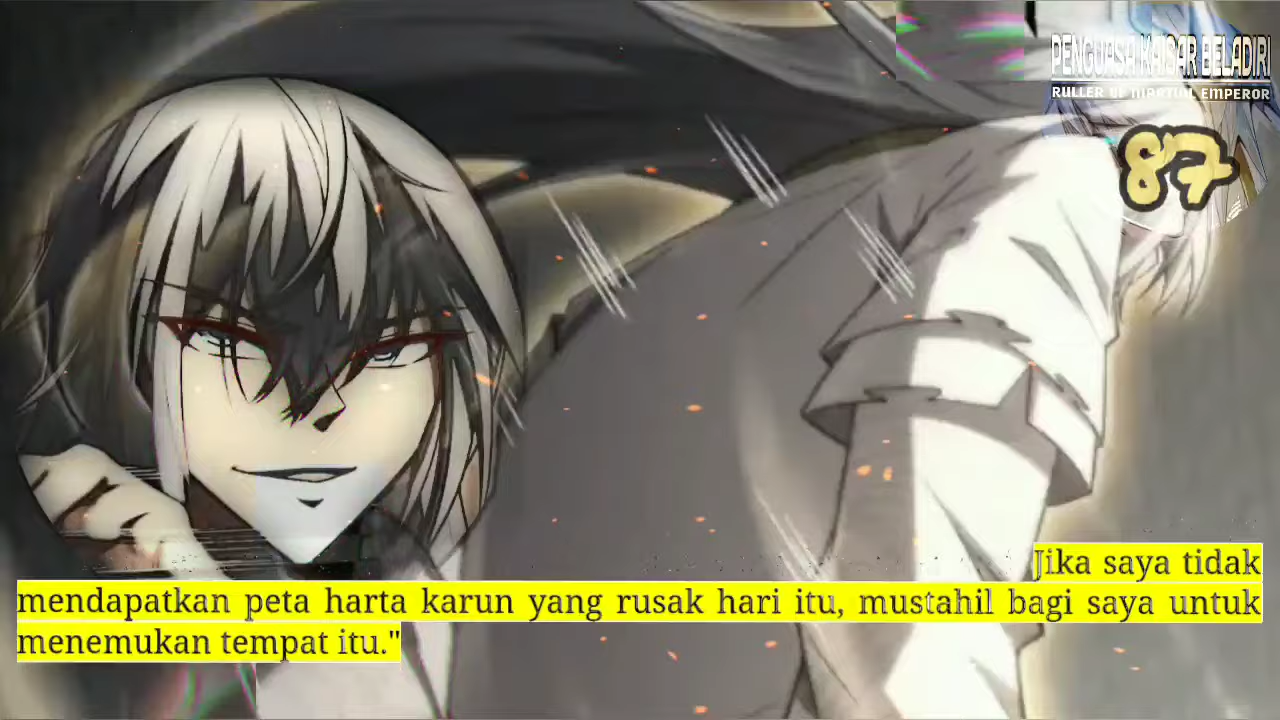 PENGUASA KAISAR BELADIRI
RULLER OF MARTIAL EMPEROR
87
Jika saya tidak
mendapatkan peta harta karun yang rusak hari itu, mustahil bagi saya untuk
menemukan tempat itu."